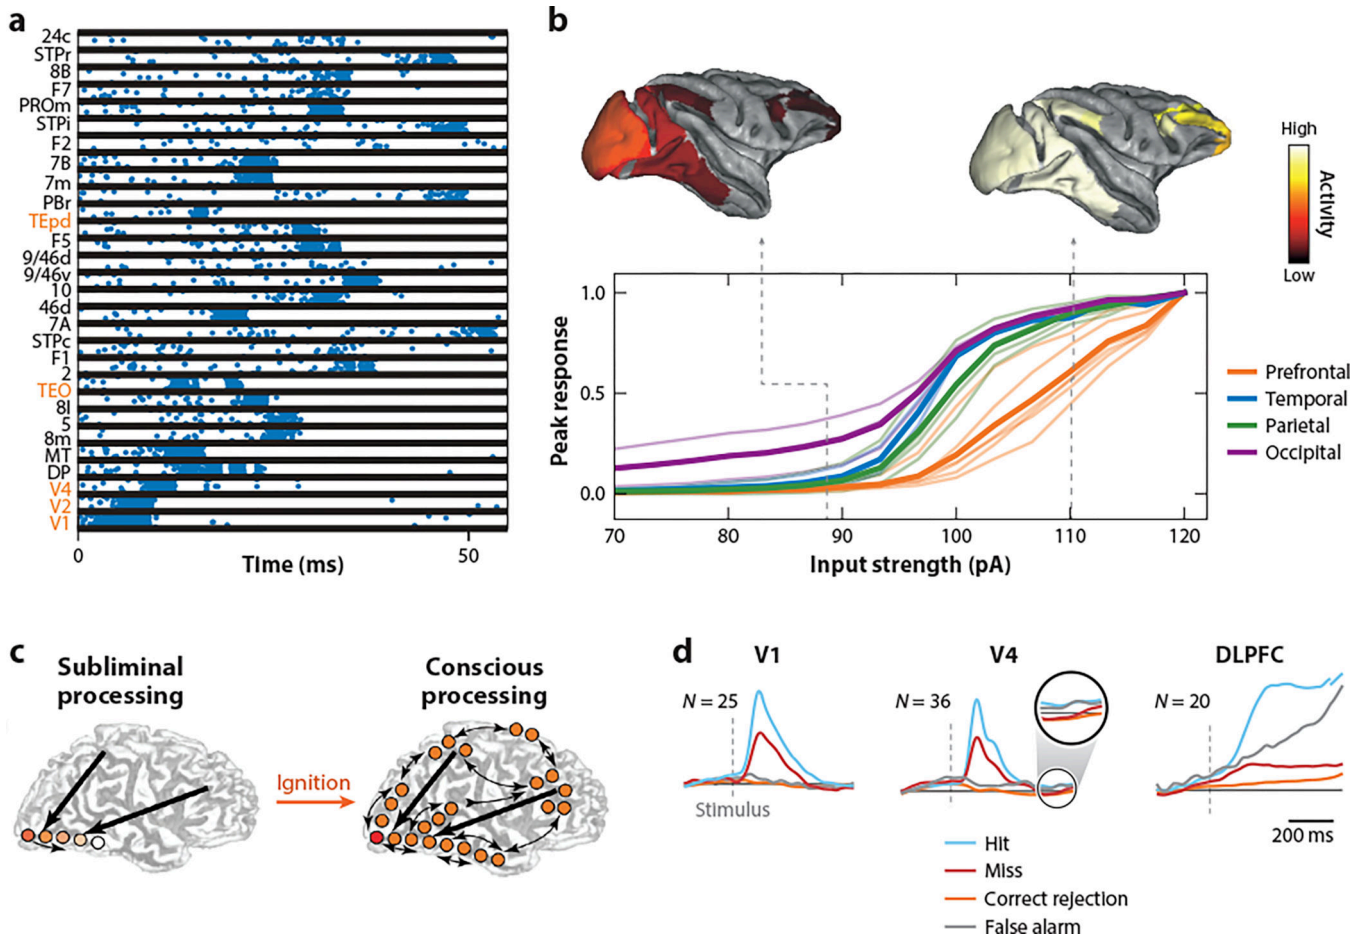 a
24c
STPr
8B
F7
PROm
STPi
F2
7B
7m
PBr
TEpd
F5
9/46d
9/46v
10
46d
7A
STPc
F1
2
TEO
8l
5
8m
MT
DP
V4
V2
V1
0
50
Time (ms)
b
High
Activity
Low
1.0
0.5
0.0
Peak response
70
80
90
100
110
120
Input strength (pA)
Prefrontal
Temporal
Parietal
Occipital
c
Subliminal
processing
Ignition
Conscious
processing
d
V1
N = 25
Stimulus
V4
N = 36
DLPFC
N = 20
200 ms
Hit
Miss
Correct rejection
False alarm